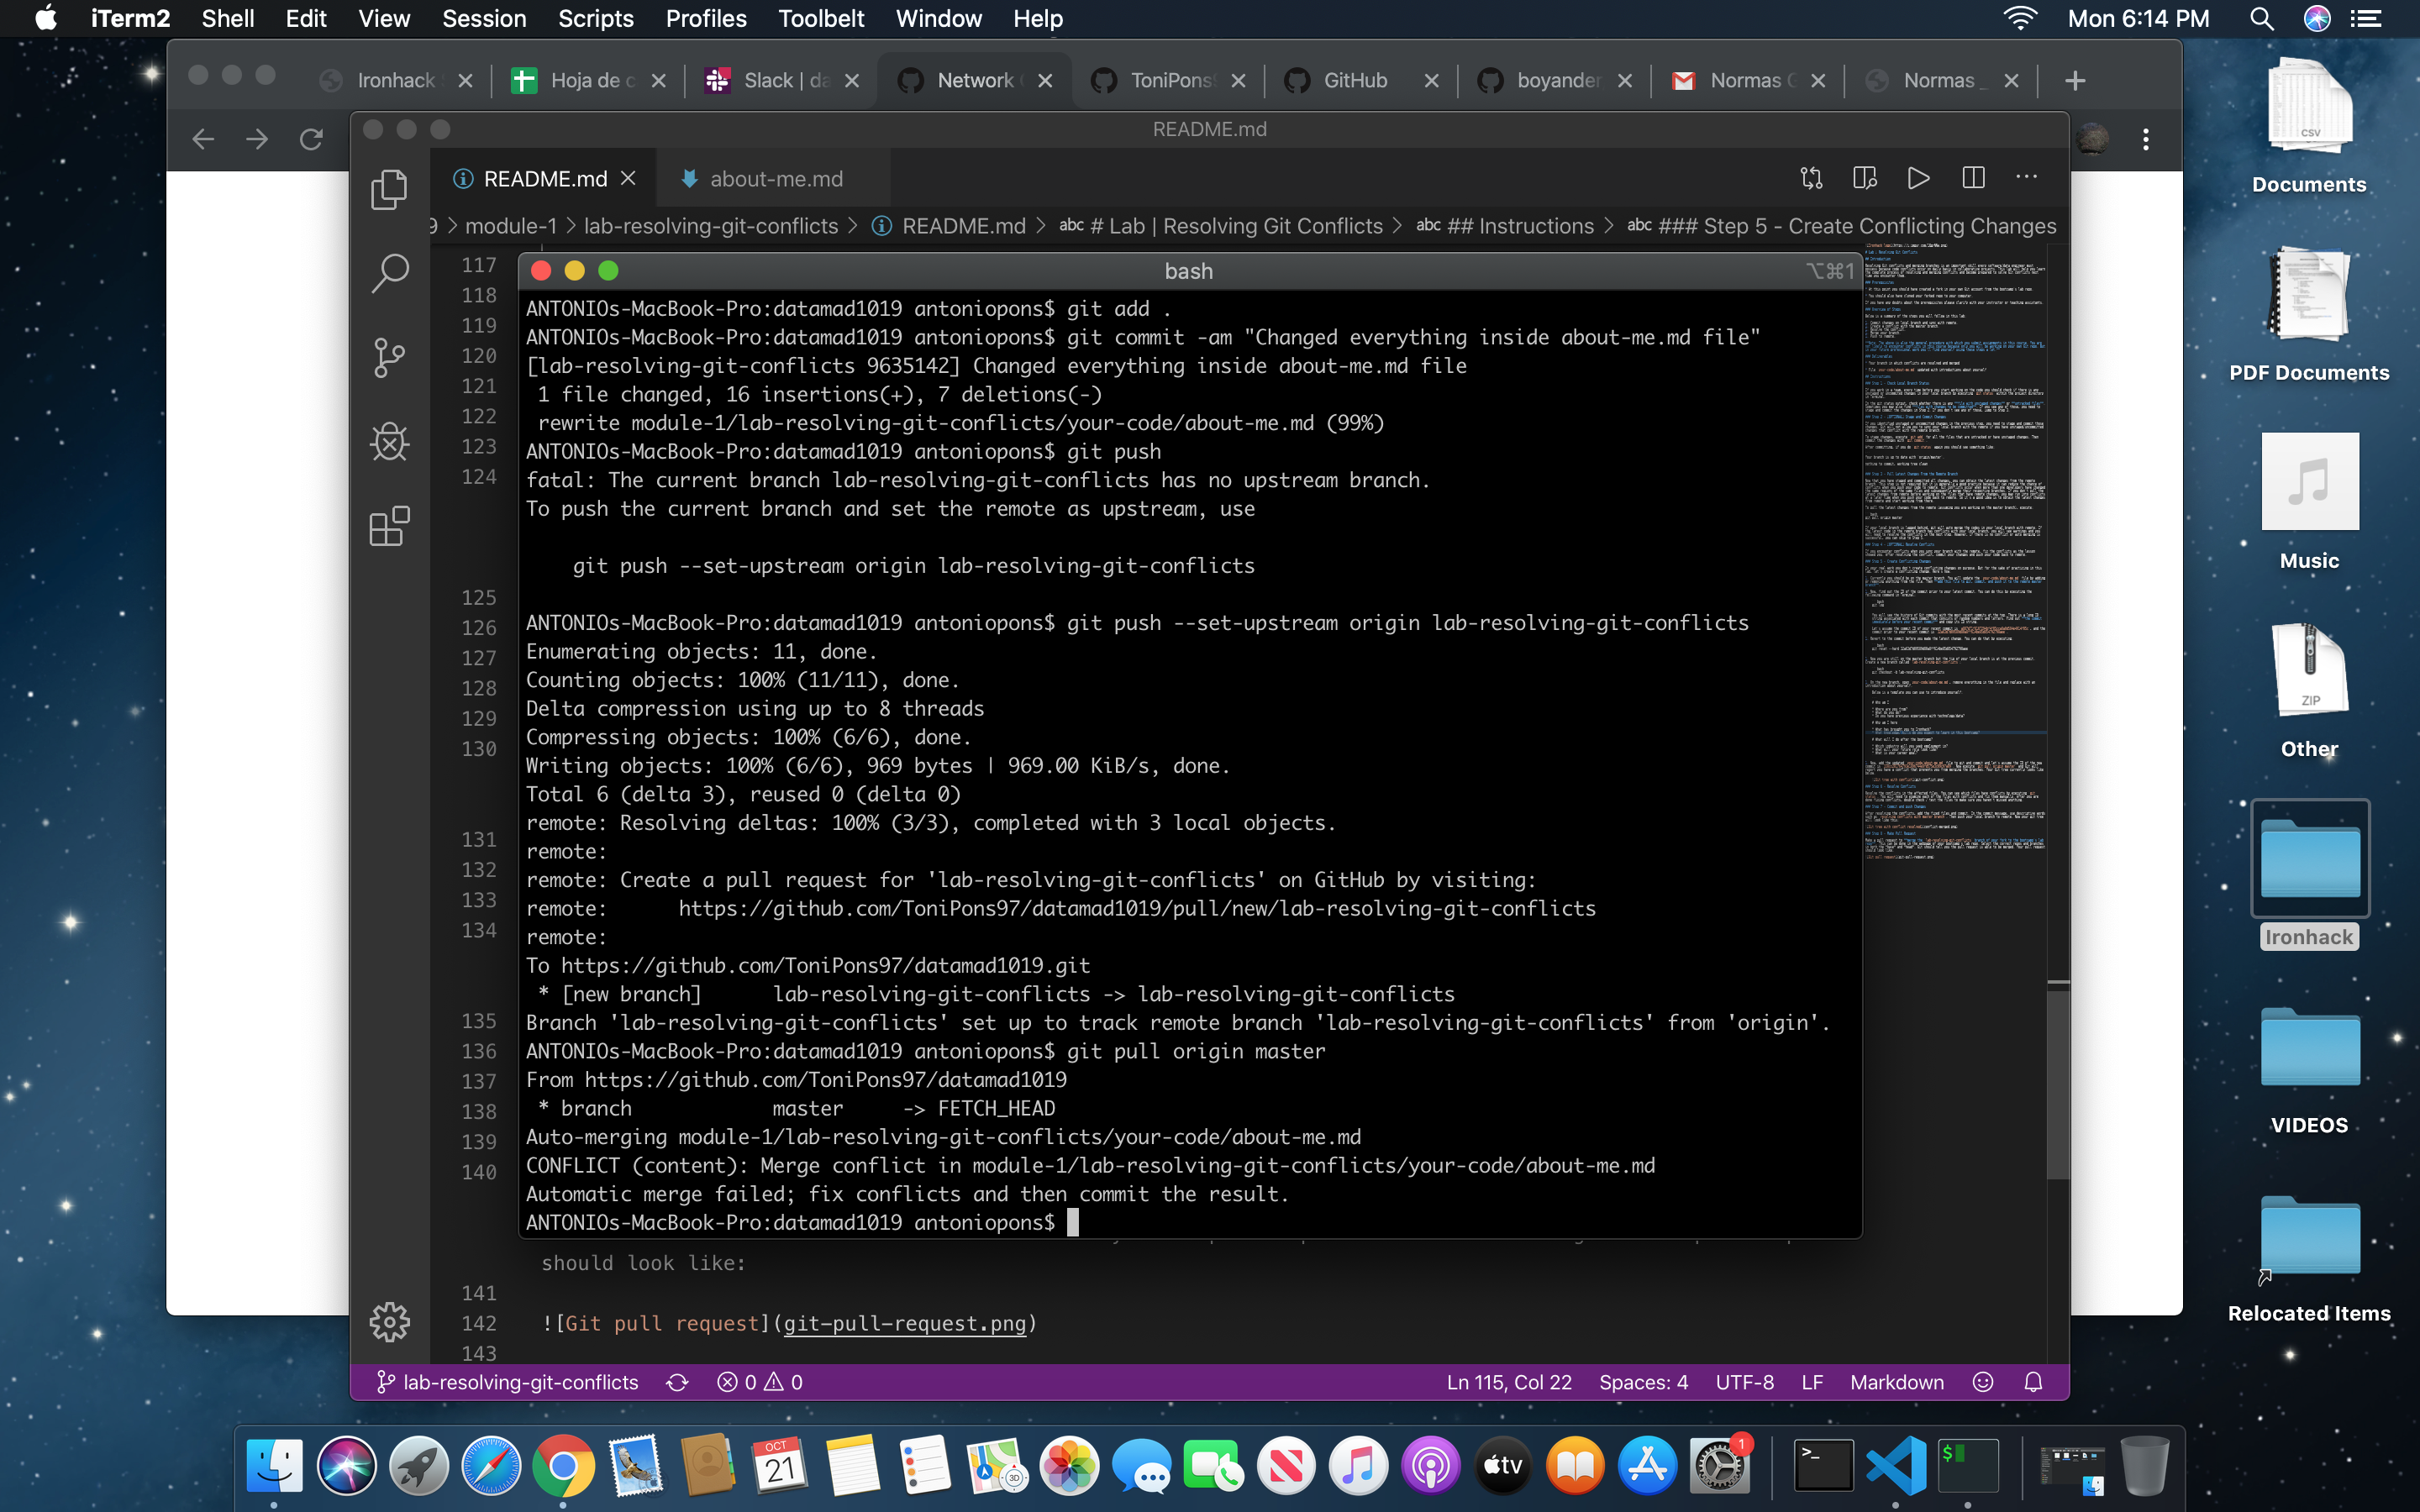 iTerm2 Shell Edit View Session Scripts Profiles Toolbelt Window Help Mon 6:14 PM
Ironhack Hoja de c Slack | da Network ToniPons GitHub boyander Normas G Normas _
README.md
README.md about-me.md
9 > module-1 > lab-resolving-git-conflicts > README.md > abc # Lab | Resolving Git Conflicts > abc ## Instructions > abc ### Step 5 - Create Conflicting Changes
bash ⌥⌘1
117
118
119
120
121
122
123
124
125
126
127
128
129
130
131
132
133
134
135
136
137
138
139
140
ANTONIOs-MacBook-Pro:datamad1019 antoniopons$ git add .
ANTONIOs-MacBook-Pro:datamad1019 antoniopons$ git commit -am "Changed everything inside about-me.md file"
[lab-resolving-git-conflicts 9635142] Changed everything inside about-me.md file
1 file changed, 16 insertions(+), 7 deletions(-)
rewrite module-1/lab-resolving-git-conflicts/your-code/about-me.md (99%)
ANTONIOs-MacBook-Pro:datamad1019 antoniopons$ git push
fatal: The current branch lab-resolving-git-conflicts has no upstream branch.
To push the current branch and set the remote as upstream, use
git push --set-upstream origin lab-resolving-git-conflicts
ANTONIOs-MacBook-Pro:datamad1019 antoniopons$ git push --set-upstream origin lab-resolving-git-conflicts
Enumerating objects: 11, done.
Counting objects: 100% (11/11), done.
Delta compression using up to 8 threads
Compressing objects: 100% (6/6), done.
Writing objects: 100% (6/6), 969 bytes | 969.00 KiB/s, done.
Total 6 (delta 3), reused 0 (delta 0)
remote: Resolving deltas: 100% (3/3), completed with 3 local objects.
remote:
remote: Create a pull request for 'lab-resolving-git-conflicts' on GitHub by visiting:
remote: https://github.com/ToniPons97/datamad1019/pull/new/lab-resolving-git-conflicts
remote:
To https://github.com/ToniPons97/datamad1019.git
* [new branch] lab-resolving-git-conflicts -> lab-resolving-git-conflicts
Branch 'lab-resolving-git-conflicts' set up to track remote branch 'lab-resolving-git-conflicts' from 'origin'.
ANTONIOs-MacBook-Pro:datamad1019 antoniopons$ git pull origin master
From https://github.com/ToniPons97/datamad1019
* branch master -> FETCH_HEAD
Auto-merging module-1/lab-resolving-git-conflicts/your-code/about-me.md
CONFLICT (content): Merge conflict in module-1/lab-resolving-git-conflicts/your-code/about-me.md
Automatic merge failed; fix conflicts and then commit the result.
ANTONIOs-MacBook-Pro:datamad1019 antoniopons$
should look like:
141
142 ![Git pull request](git-pull-request.png)
143
lab-resolving-git-conflicts 0 0 Ln 115, Col 22 Spaces: 4 UTF-8 LF Markdown
CSV
Documents
PDF Documents
Music
ZIP
Other
Ironhack
VIDEOS
Relocated Items
OCT
21
3D
tv
1
>_
$